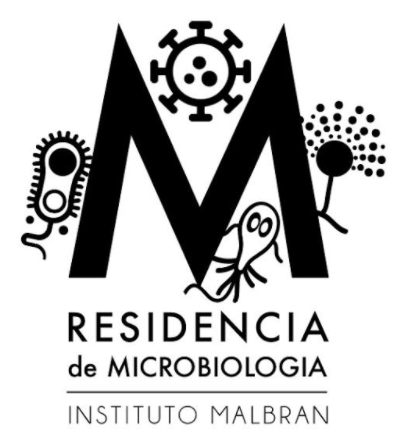 M
RESIDENCIA
de MICROBIOLOGIA
INSTITUTO MALBRAN